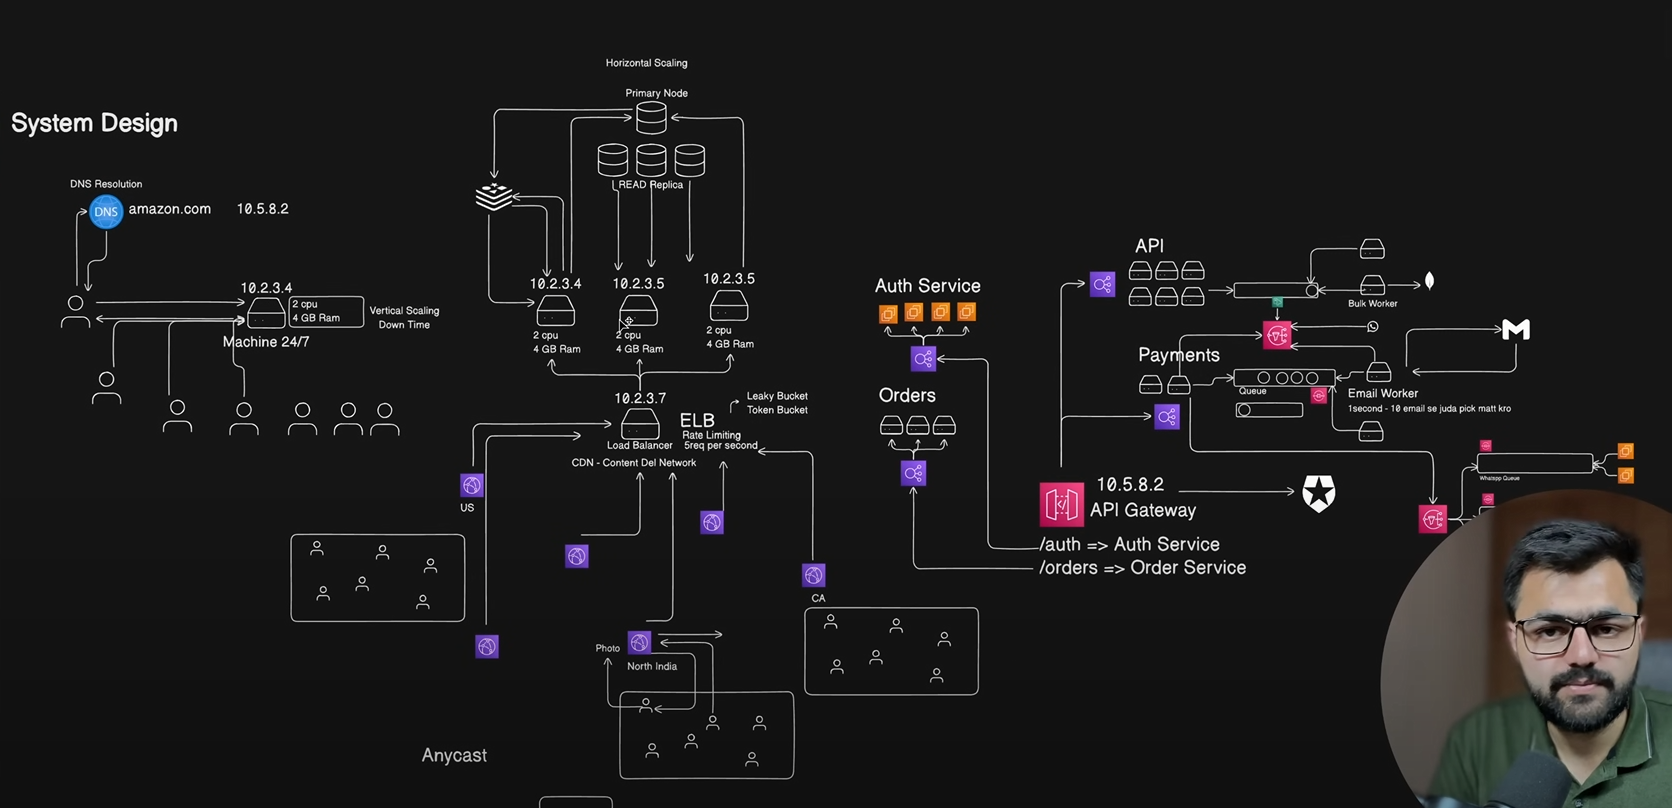 System Design
DNS Resolution
DNS
amazon.com
10.5.8.2
10.2.3.4
2 cpu
4 GB Ram
Vertical Scaling
Down Time
Machine 24/7
Horizontal Scaling
Primary Node
READ Replica
10.2.3.4
2 cpu
4 GB Ram
10.2.3.5
2 cpu
4 GB Ram
10.2.3.5
2 cpu
4 GB Ram
10.2.3.7
Load Balancer
ELB
Rate Limiting
5req per second
Leaky Bucket
Token Bucket
CDN - Content Del Network
US
CA
Photo
North India
Anycast
Auth Service
Orders
API
Bulk Worker
Payments
Queue
Email Worker
1second - 10 email se juda pick matt kro
Whatsapp Queue
10.5.8.2
API Gateway
/auth => Auth Service
/orders => Order Service